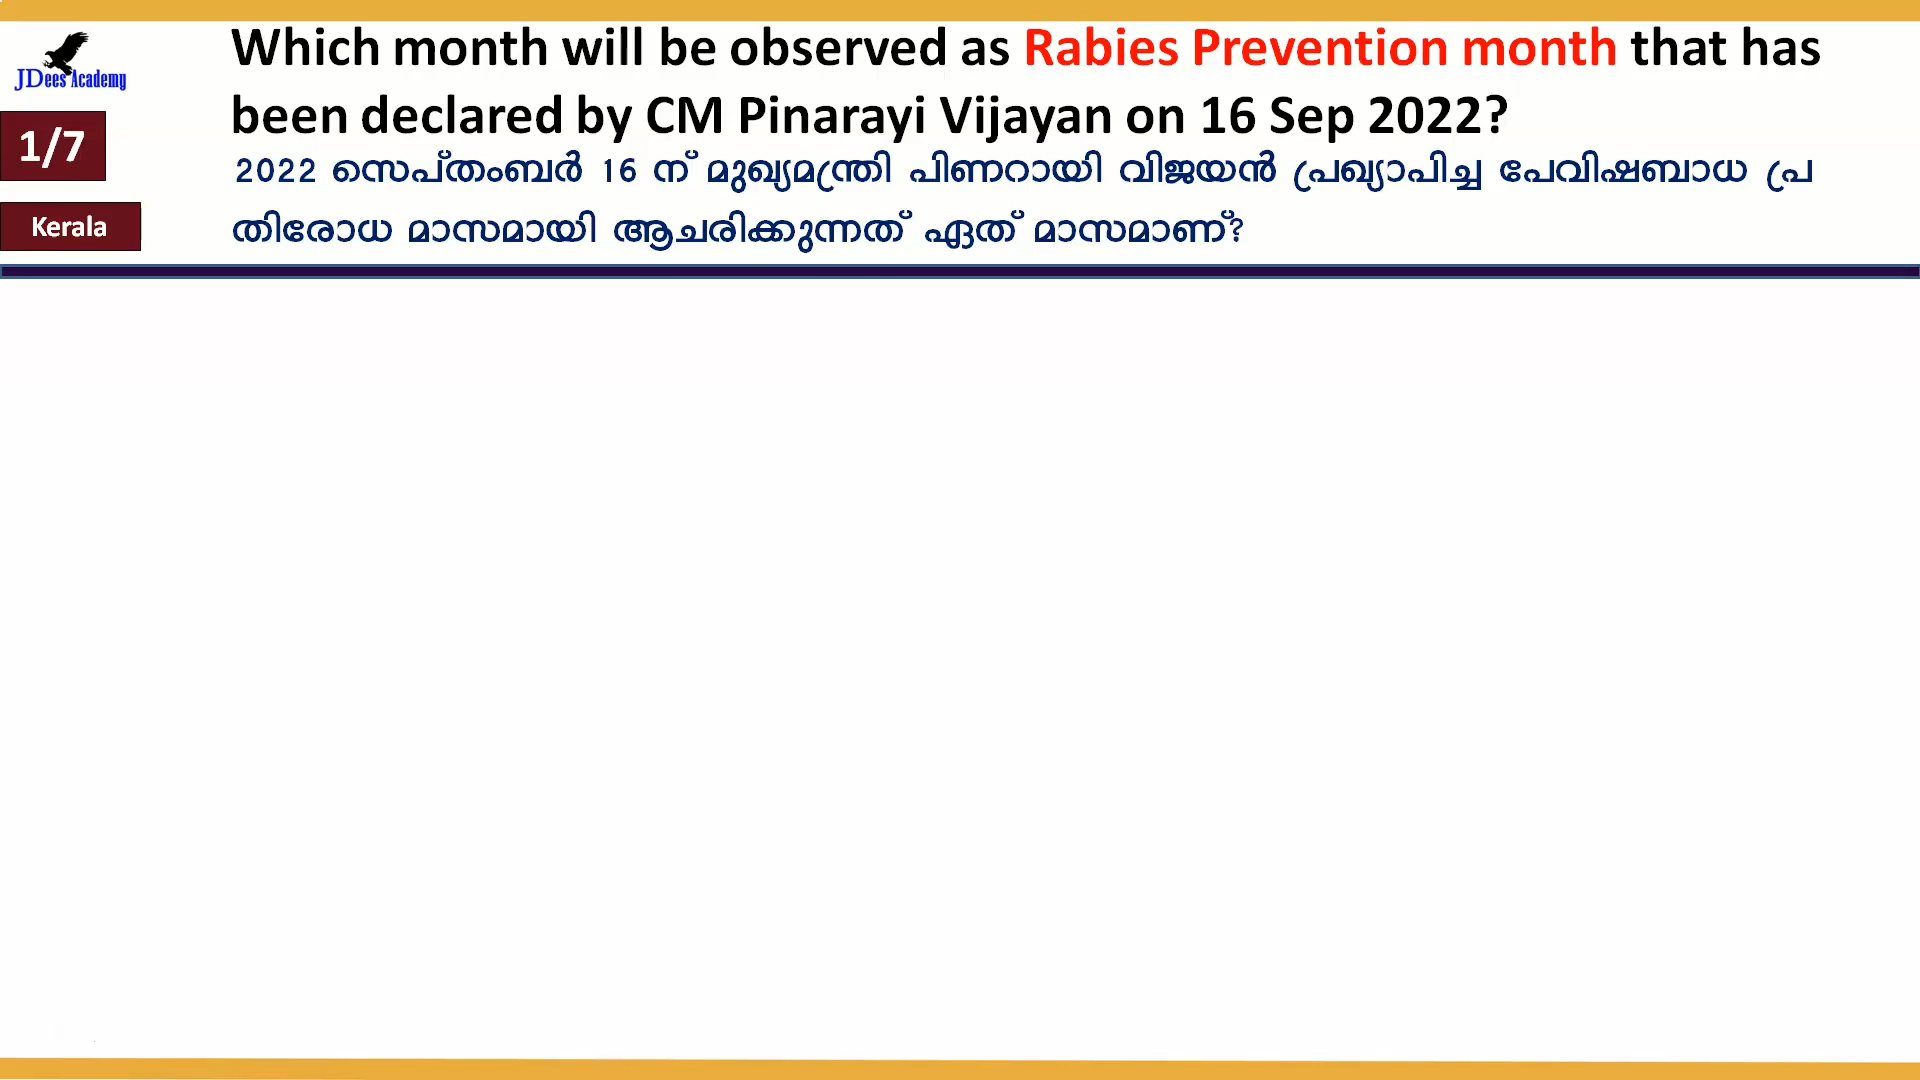 JDees Academy
Which month will be observed as Rabies Prevention month that has
been declared by CM Pinarayi Vijayan on 16 Sep 2022?
1/7
2022 സെപ്തംബർ 16 ന് മുഖ്യമന്ത്രി പിണറായി വിജയൻ പ്രഖ്യാപിച്ച പേവിഷബാധ പ്ര
തിരോധ മാസമായി ആചരിക്കുന്നത് ഏത് മാസമാണ്?
Kerala